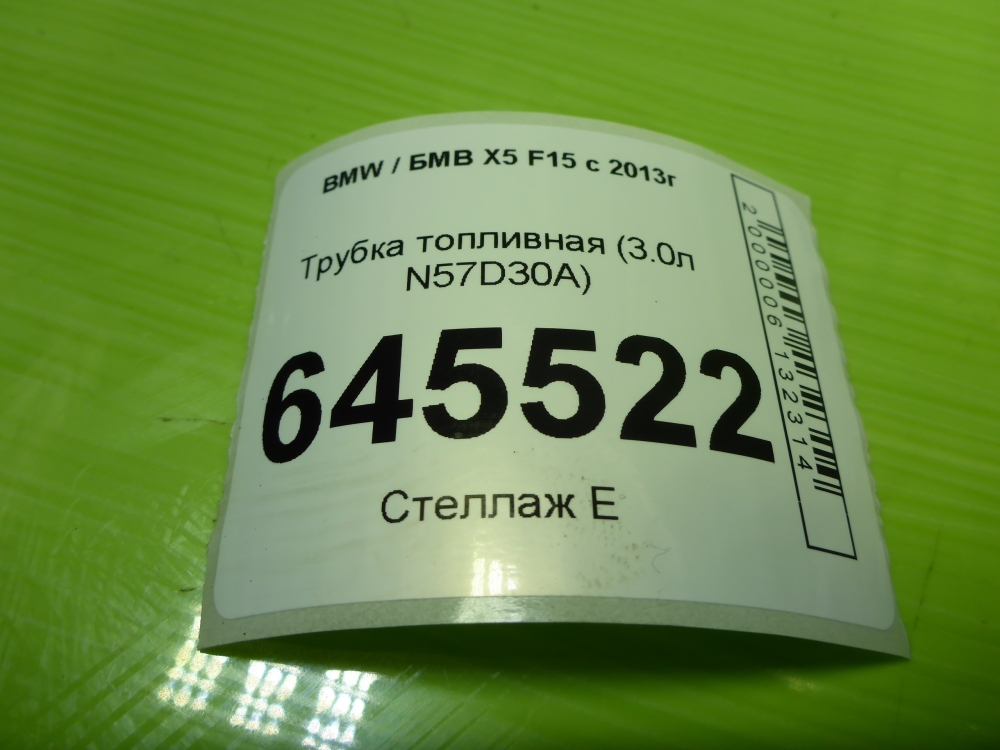 BMW / БМВ X5 F15 с 2013г
Трубка топливная (3.0л
N57D30A)
645522
Стеллаж Е
2000006132314